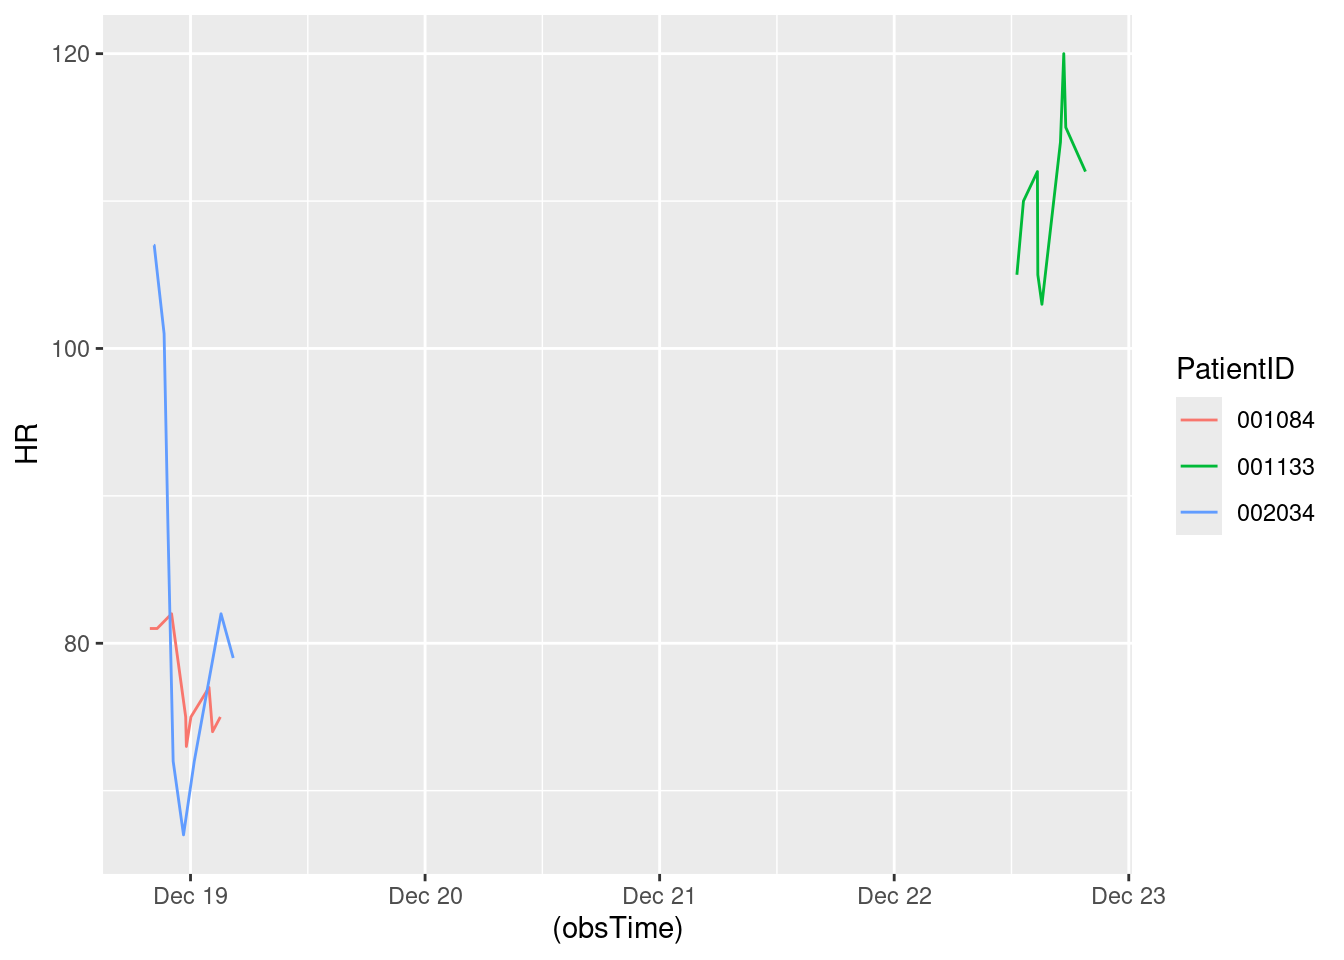 120
100
80
HR
Dec 19
Dec 20
Dec 21
Dec 22
Dec 23
(obsTime)
PatientID
001084
001133
002034